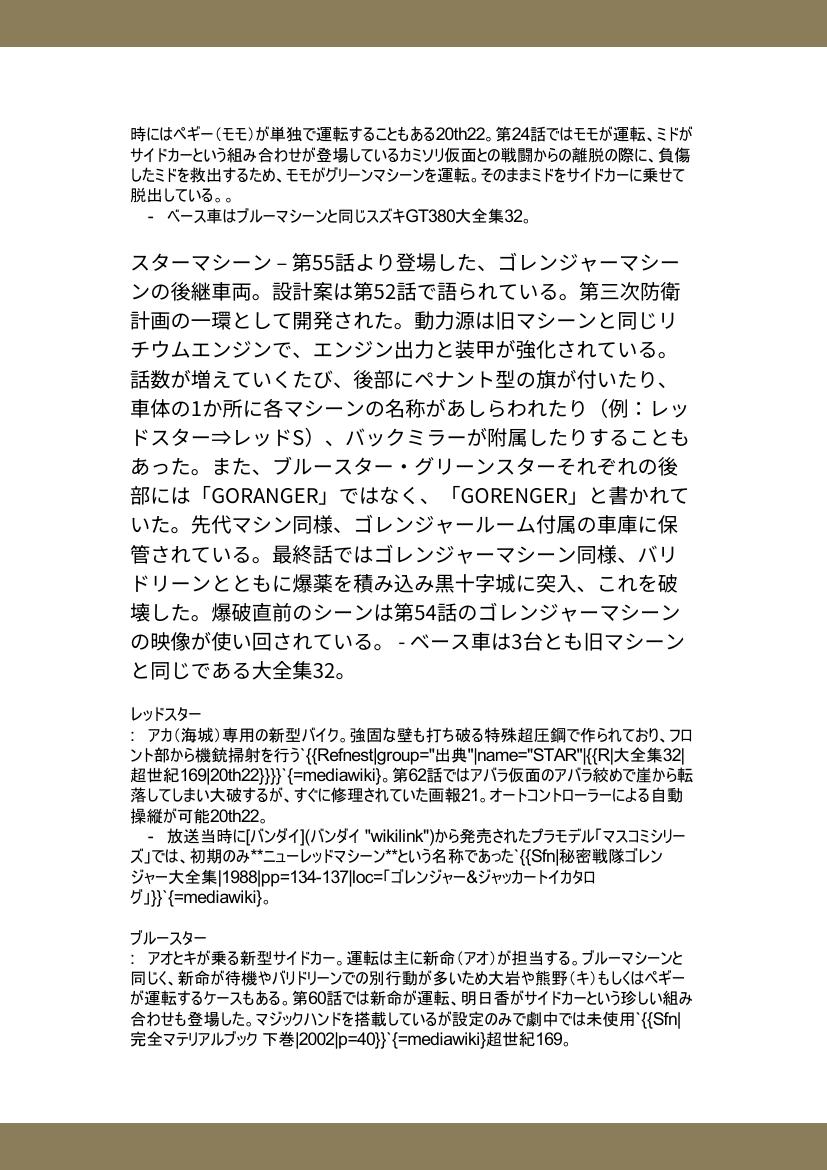 時にはペギー（モモ）が単独で運転することもある20th22。第24話ではモモが運転、ミドが
サイドカーという組み合わせが登場しているカミソリ仮面との戦闘からの離脱の際に、負傷
したミドを救出するため、モモがグリーンマシーンを運転。そのままミドをサイドカーに乗せて
脱出している。。
- ベース車はブルーマシーンと同じスズキGT380大全集32。
スターマシーン – 第55話より登場した、ゴレンジャーマシー
ンの後継車両。設計案は第52話で語られている。第三次防衛
計画の一環として開発された。動力源は旧マシーンと同じリ
チウムエンジンで、エンジン出力と装甲が強化されている。
話数が増えていくたび、後部にペナント型の旗が付いたり、
車体の1か所に各マシーンの名称があしらわれたり（例：レッ
ドスター⇒レッドS）、バックミラーが附属したりすることも
あった。また、ブルースター・グリーンスターそれぞれの後
部には「GORANGER」ではなく、「GORENGER」と書かれて
いた。先代マシン同様、ゴレンジャールーム付属の車庫に保
管されている。最終話ではゴレンジャーマシーン同様、バリ
ドリーンとともに爆薬を積み込み黒十字城に突入、これを破
壊した。爆破直前のシーンは第54話のゴレンジャーマシーン
の映像が使い回されている。 - ベース車は3台とも旧マシーン
と同じである大全集32。
レッドスター
: アカ（海城）専用の新型バイク。強固な壁も打ち破る特殊超圧鋼で作られており、フロ
ント部から機銃掃射を行う`{{Refnest|group="出典"|name="STAR"|{{R|大全集32|
超世紀169|20th22}}}}`{=mediawiki}。第62話ではアバラ仮面のアバラ絞めで崖から転
落してしまい大破するが、すぐに修理されていた画報21。オートコントローラーによる自動
操縦が可能20th22。
- 放送当時に[バンダイ](バンダイ "wikilink")から発売されたプラモデル「マスコミシリー
ズ」では、初期のみ**ニューレッドマシーン**という名称であった`{{Sfn|秘密戦隊ゴレン
ジャー大全集|1988|pp=134-137|loc=「ゴレンジャー&ジャッカートイカタロ
グ」}}`{=mediawiki}。
ブルースター
: アオとキが乗る新型サイドカー。運転は主に新命（アオ）が担当する。ブルーマシーンと
同じく、新命が待機やバリドリーンでの別行動が多いため大岩や熊野（キ）もしくはペギー
が運転するケースもある。第60話では新命が運転、明日香がサイドカーという珍しい組み
合わせも登場した。マジックハンドを搭載しているが設定のみで劇中では未使用`{{Sfn|
完全マテリアルブック 下巻|2002|p=40}}`{=mediawiki}超世紀169。